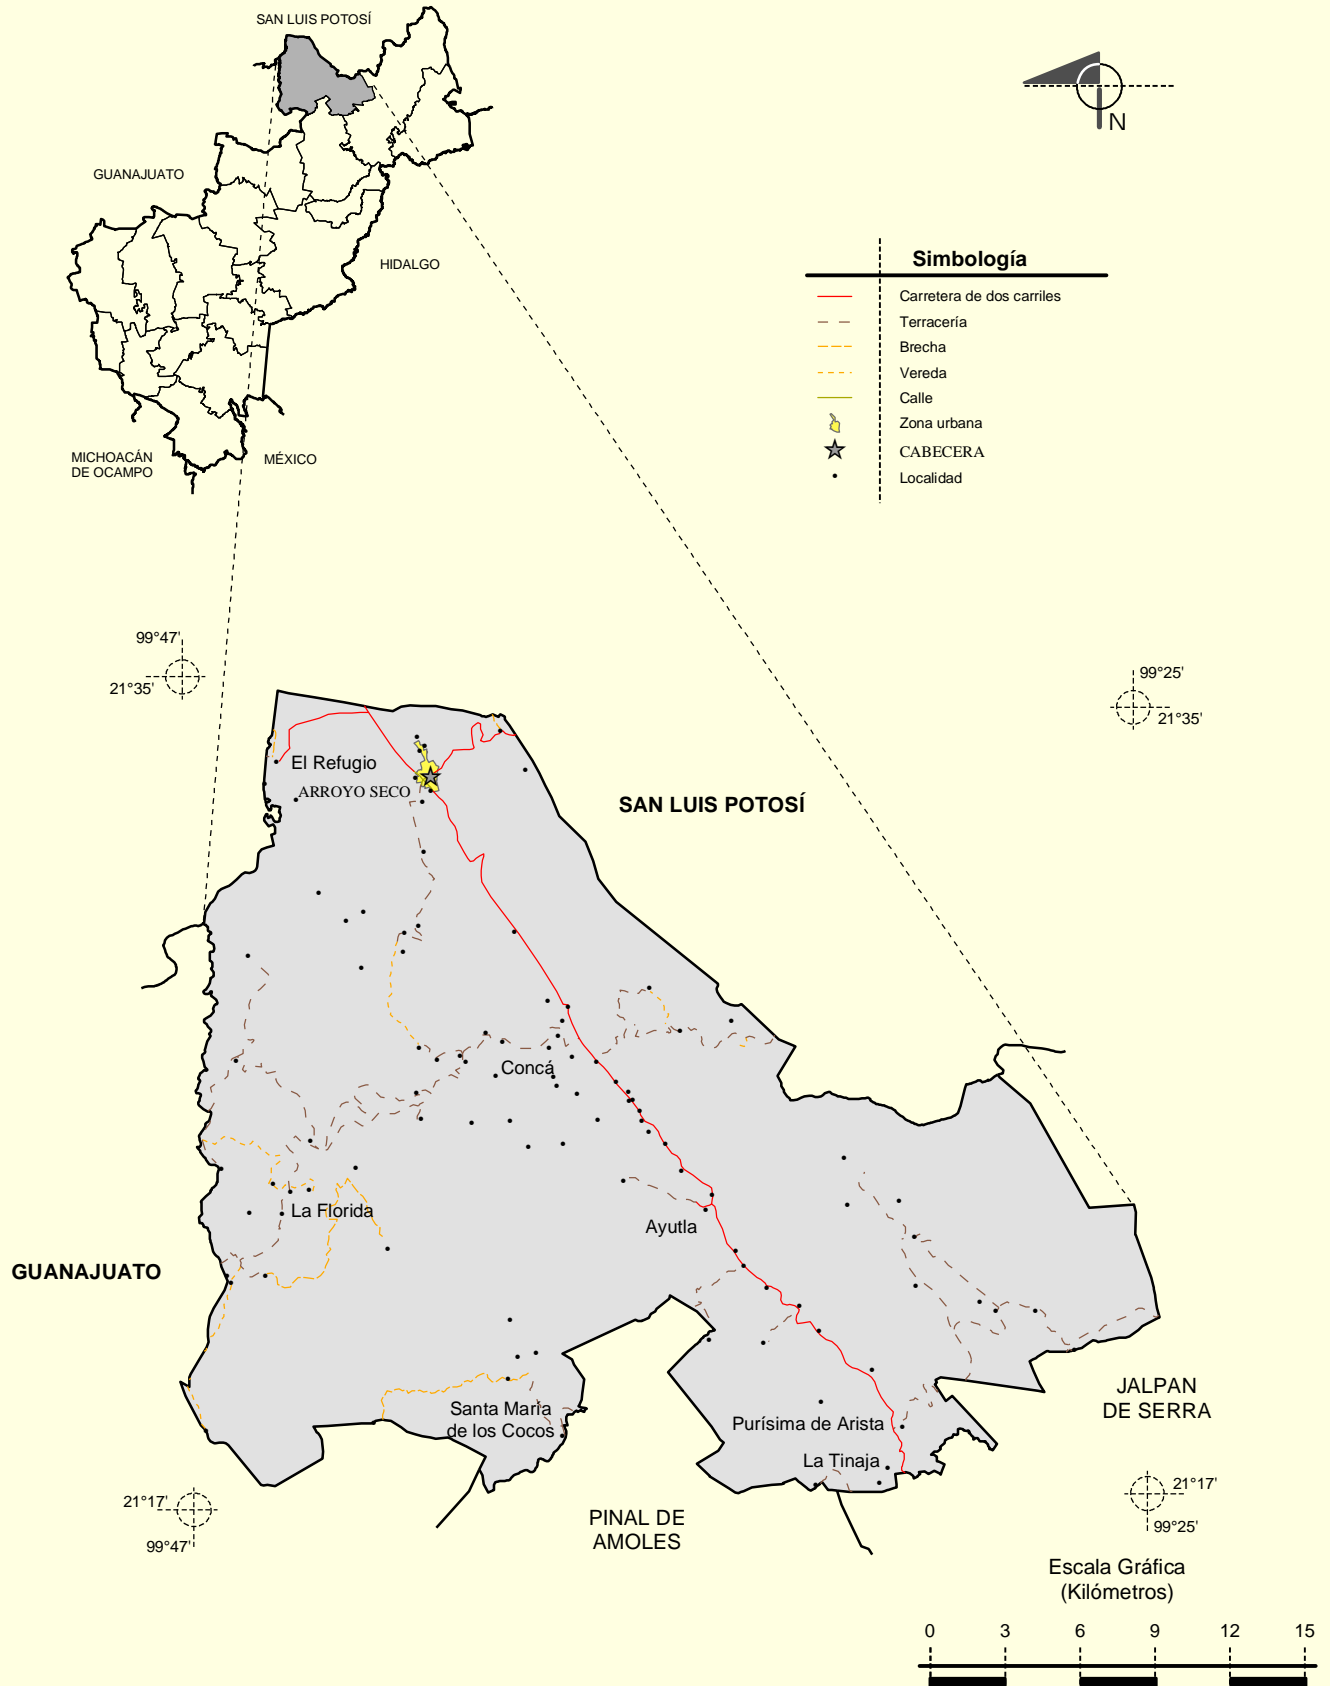 SAN LUIS POTOSÍ
N
GUANAJUATO
HIDALGO
MICHOACÁN
DE OCAMPO
MÉXICO
Simbología
Carretera de dos carriles
Terracería
Brecha
Vereda
Calle
Zona urbana
CABECERA
Localidad
99°47'
21°35'
99°25'
21°35'
El Refugio
ARROYO SECO
SAN LUIS POTOSÍ
Concá
La Florida
Ayutla
GUANAJUATO
Santa María
de los Cocos
Purísima de Arista
La Tinaja
JALPAN
DE SERRA
21°17'
99°47'
PINAL DE
AMOLES
21°17'
99°25'
Escala Gráfica
(Kilómetros)
0 3 6 9 12 15